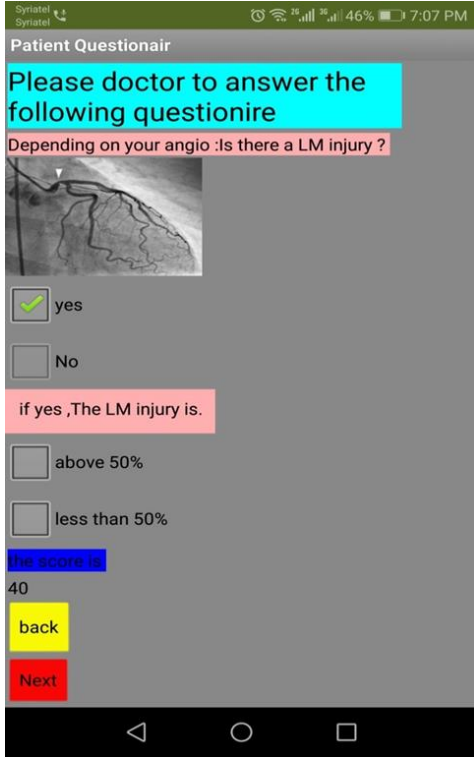 Syriatel
Syriatel
2G 3G 46% 7:07 PM
Patient Questionair
Please doctor to answer the
following questionire
Depending on your angio :Is there a LM injury ?
yes
No
if yes ,The LM injury is.
above 50%
less than 50%
the score is
40
back
Next